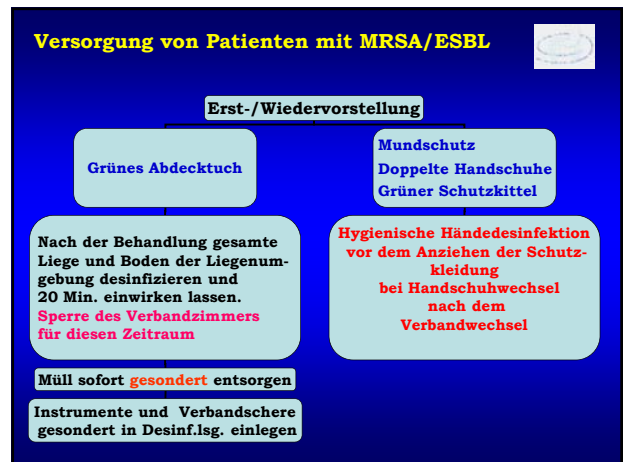 Versorgung von Patienten mit MRSA/ESBL
Erst-/Wiedervorstellung
Grünes Abdecktuch
Mundschutz
Doppelte Handschuhe
Grüner Schutzkittel
Nach der Behandlung gesamte
Liege und Boden der Liegenum-
gebung desinfizieren und
20 Min. einwirken lassen.
Sperre des Verbandzimmers
für diesen Zeitraum
Hygienische Händedesinfektion
vor dem Anziehen der Schutz-
kleidung
bei Handschuhwechsel
nach dem
Verbandwechsel
Müll sofort gesondert entsorgen
Instrumente und Verbandschere
gesondert in Desinf.lsg. einlegen